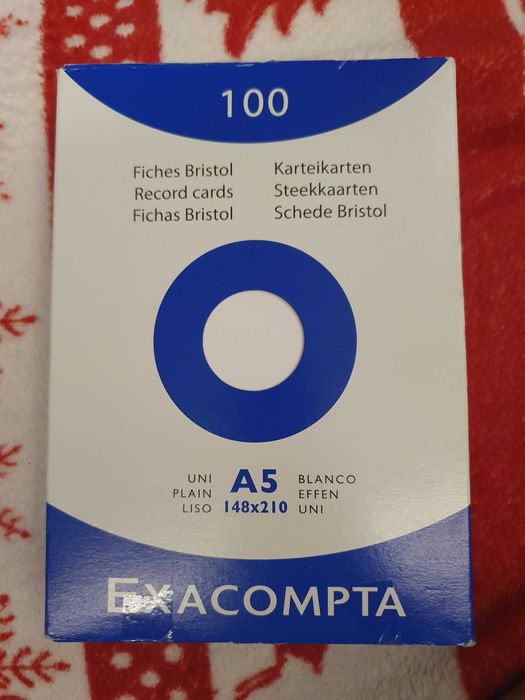 100
Fiches Bristol Karteikarten
Record cards Steekkaarten
Fichas Bristol Schede Bristol
UNI A5 BLANCO
PLAIN EFFEN
LISO 148x210 UNI
EXACOMPTA